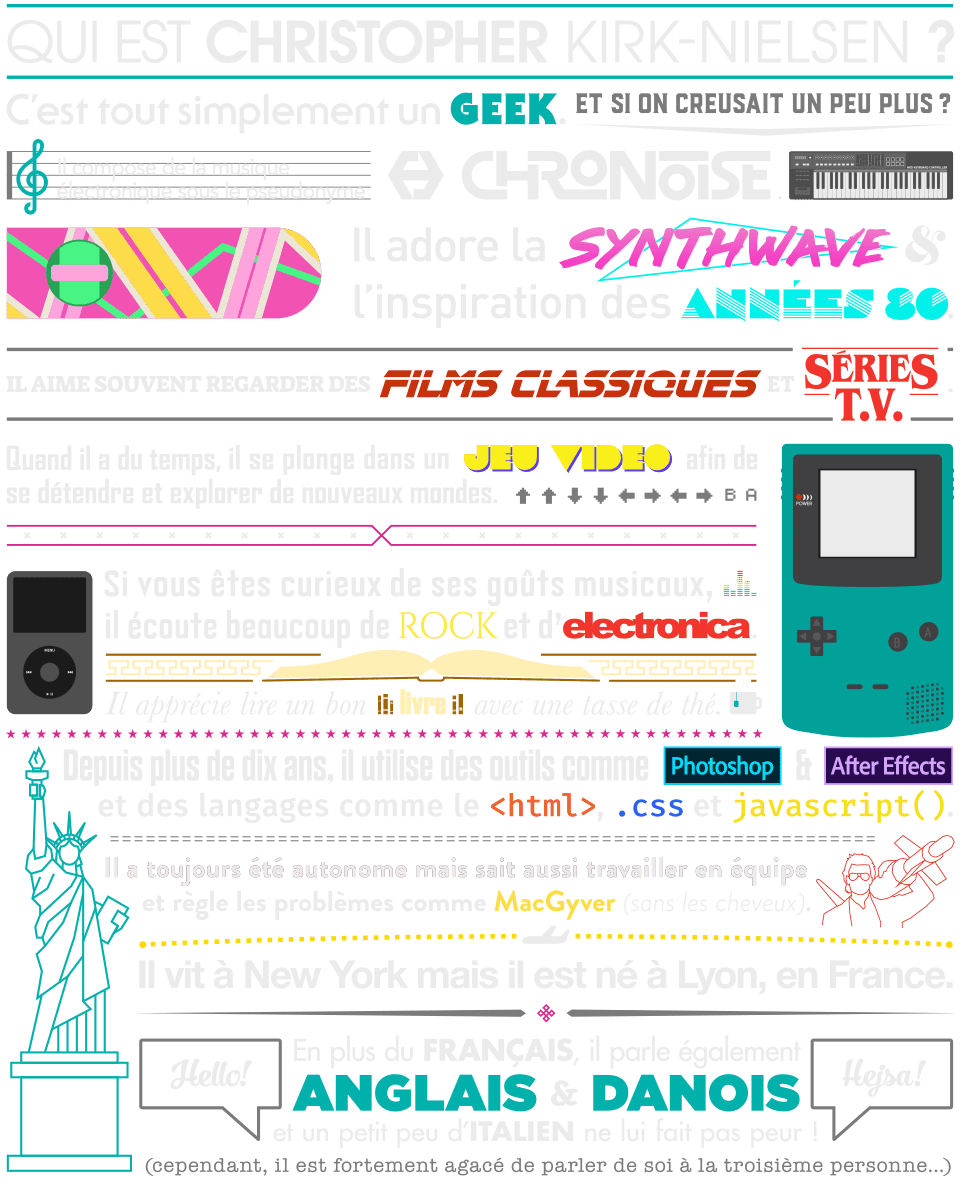 QUI EST CHRISTOPHER KIRK-NIELSEN ?
C'est tout simplement un GEEK. ET SI ON CREUSAIT UN PEU PLUS ?
Il compose de la musique
électronique sous le pseudonyme CHRONOISE.
Il adore la SYNTHWAVE &
l'inspiration des ANNÉES 80.
IL AIME SOUVENT REGARDER DES FILMS CLASSIQUES ET SÉRIES T.V.
Quand il a du temps, il se plonge dans un JEU VIDEO afin de
se détendre et explorer de nouveaux mondes. ↑ ↑ ↓ ↓ ← → ← → B A
POWER
B A
Si vous êtes curieux de ses goûts musicaux,
il écoute beaucoup de ROCK et d'electronica.
MENU
Il apprécie lire un bon livre avec une tasse de thé.
Depuis plus de dix ans, il utilise des outils comme Photoshop & After Effects
et des langages comme le <html>, .css et javascript().
Il a toujours été autonome mais sait aussi travailler en équipe
et règle les problèmes comme MacGyver (sans les cheveux).
Il vit à New York mais il est né à Lyon, en France.
Hello!
En plus du FRANÇAIS, il parle également
ANGLAIS & DANOIS
et un petit peu d'ITALIEN ne lui fait pas peur !
Hejsa!
(cependant, il est fortement agacé de parler de soi à la troisième personne...)